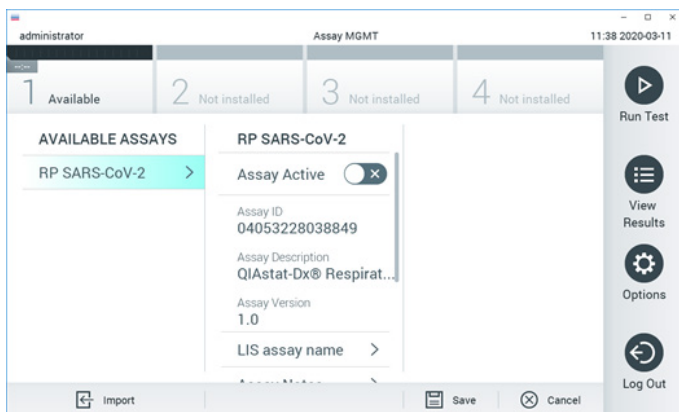 administrator Assay MGMT 11:38 2020-03-11
1 Available 2 Not installed 3 Not installed 4 Not installed
Run Test
AVAILABLE ASSAYS
RP SARS-CoV-2
RP SARS-CoV-2
Assay Active
Assay ID
04053228038849
Assay Description
QIAstat-Dx® Respirat...
Assay Version
1.0
LIS assay name
View
Results
Options
Log Out
Import
Save
Cancel